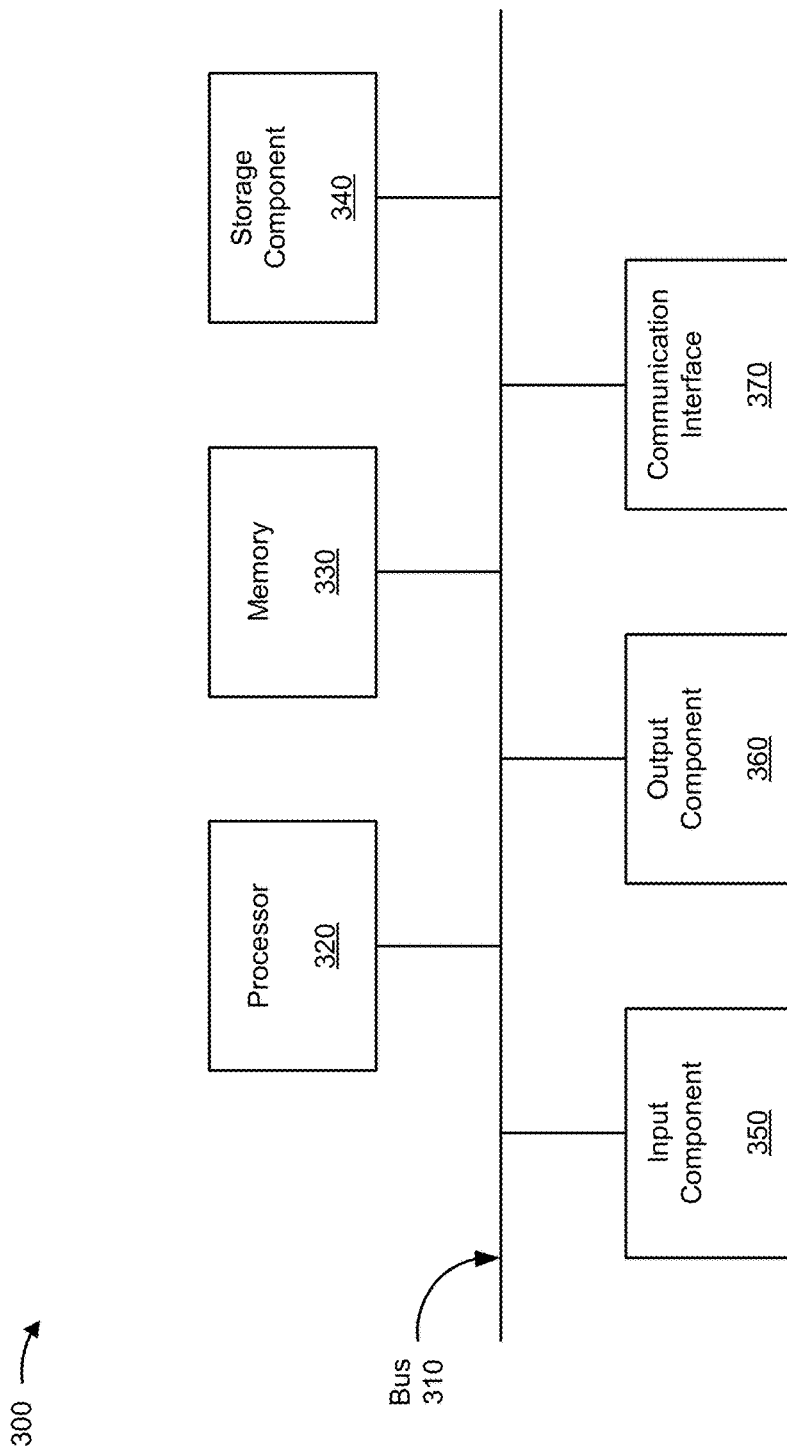 300
Bus
310
Processor
320
Memory
330
Storage
Component
340
Input
Component
350
Output
Component
360
Communication
Interface
370